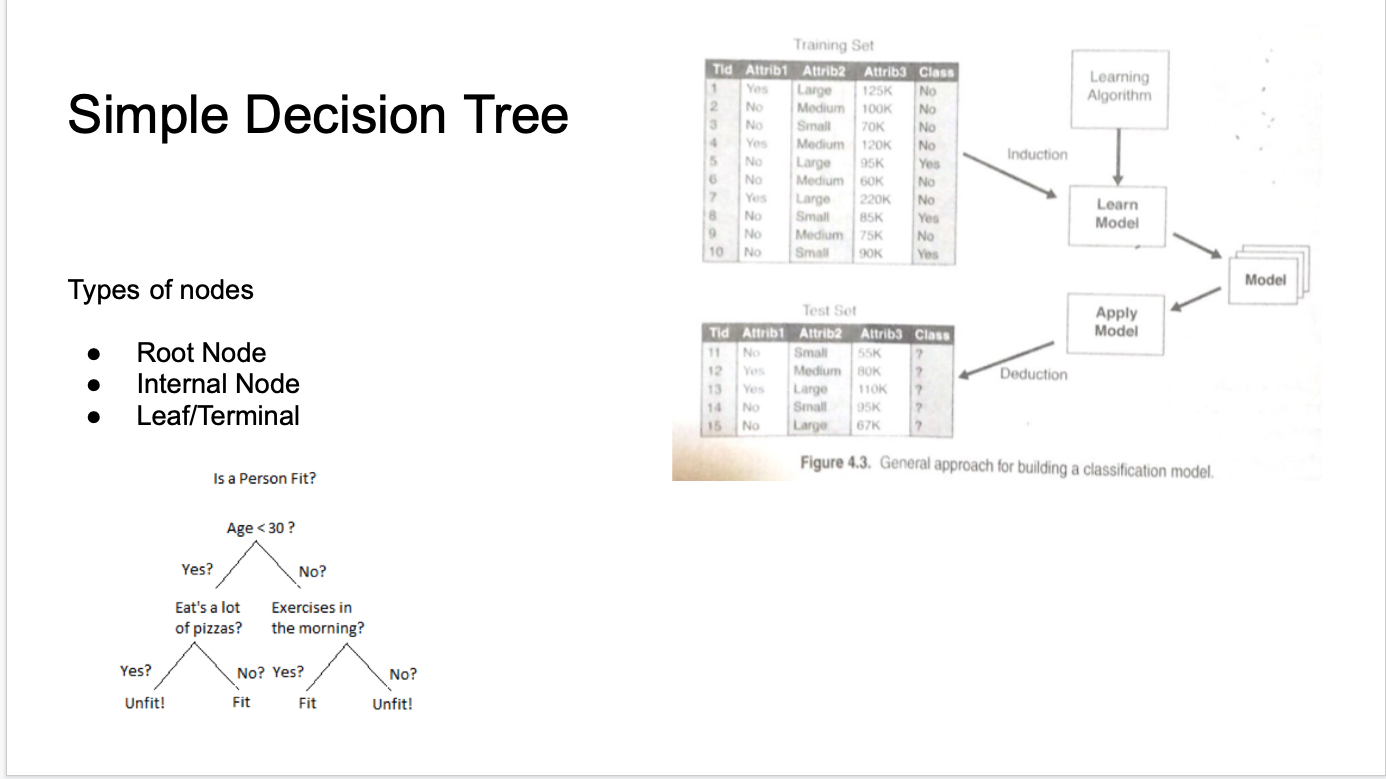 Simple Decision Tree
Types of nodes
● Root Node
● Internal Node
● Leaf/Terminal
Is a Person Fit?
Age < 30 ?
Yes? No?
Eat's a lot of pizzas?
Exercises in the morning?
Yes? No? Yes? No?
Unfit! Fit Fit Unfit!
Training Set
Tid Attrib1 Attrib2 Attrib3 Class
1 Yes Large 125K No
2 No Medium 100K No
3 No Small 70K No
4 Yes Medium 120K No
5 No Large 95K Yes
6 No Medium 60K No
7 Yes Large 220K No
8 No Small 85K Yes
9 No Medium 75K No
10 No Small 90K Yes
Learning
Algorithm
Induction
Learn
Model
Model
Apply
Model
Deduction
Test Set
Tid Attrib1 Attrib2 Attrib3 Class
11 No Small 55K ?
12 Yes Medium 80K ?
13 Yes Large 110K ?
14 No Small 95K ?
15 No Large 67K ?
Figure 4.3. General approach for building a classification model.